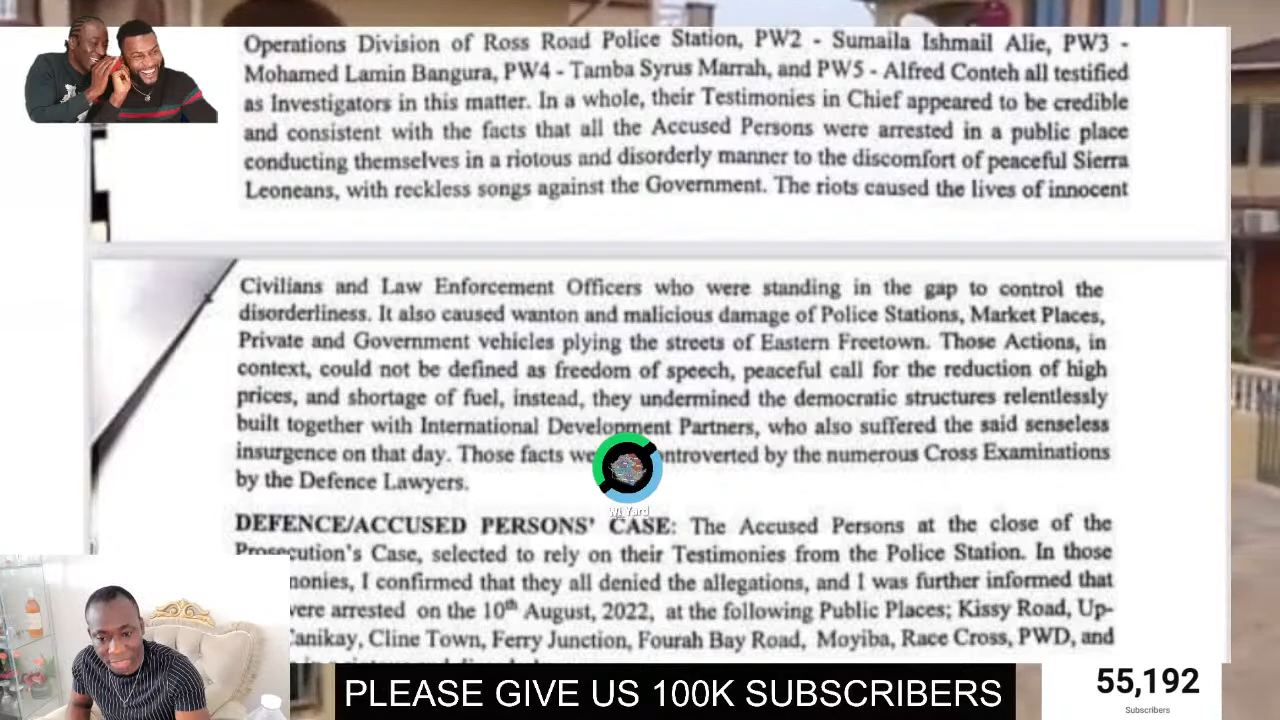 Operations Division of Ross Road Police Station, PW2 - Sumaila Ishmail Alie, PW3 -
Mohamed Lamin Bangura, PW4 - Tamba Syrus Marrah, and PW5 - Alfred Conteh all testified
as Investigators in this matter. In a whole, their Testimonies in Chief appeared to be credible
and consistent with the facts that all the Accused Persons were arrested in a public place
conducting themselves in a riotous and disorderly manner to the discomfort of peaceful Sierra
Leoneans, with reckless songs against the Government. The riots caused the lives of innocent
Civilians and Law Enforcement Officers who were standing in the gap to control the
disorderliness. It also caused wanton and malicious damage of Police Stations, Market Places,
Private and Government vehicles plying the streets of Eastern Freetown. Those Actions, in
context, could not be defined as freedom of speech, peaceful call for the reduction of high
prices, and shortage of fuel, instead, they undermined the democratic structures relentlessly
built together with International Development Partners, who also suffered the said senseless
insurgence on that day. Those facts we ntroverted by the numerous Cross Examinations
by the Defence Lawyers.
WI Yard
DEFENCE/ACCUSED PERSONS' CASE: The Accused Persons at the close of the
Prosecution's Case, selected to rely on their Testimonies from the Police Station. In those
monies, I confirmed that they all denied the allegations, and I was further informed that
vere arrested on the 10th August, 2022, at the following Public Places; Kissy Road, Up-
anikay, Cline Town, Ferry Junction, Fourah Bay Road, Moyiba, Race Cross, PWD, and
PLEASE GIVE US 100K SUBSCRIBERS
55,192
Subscribers